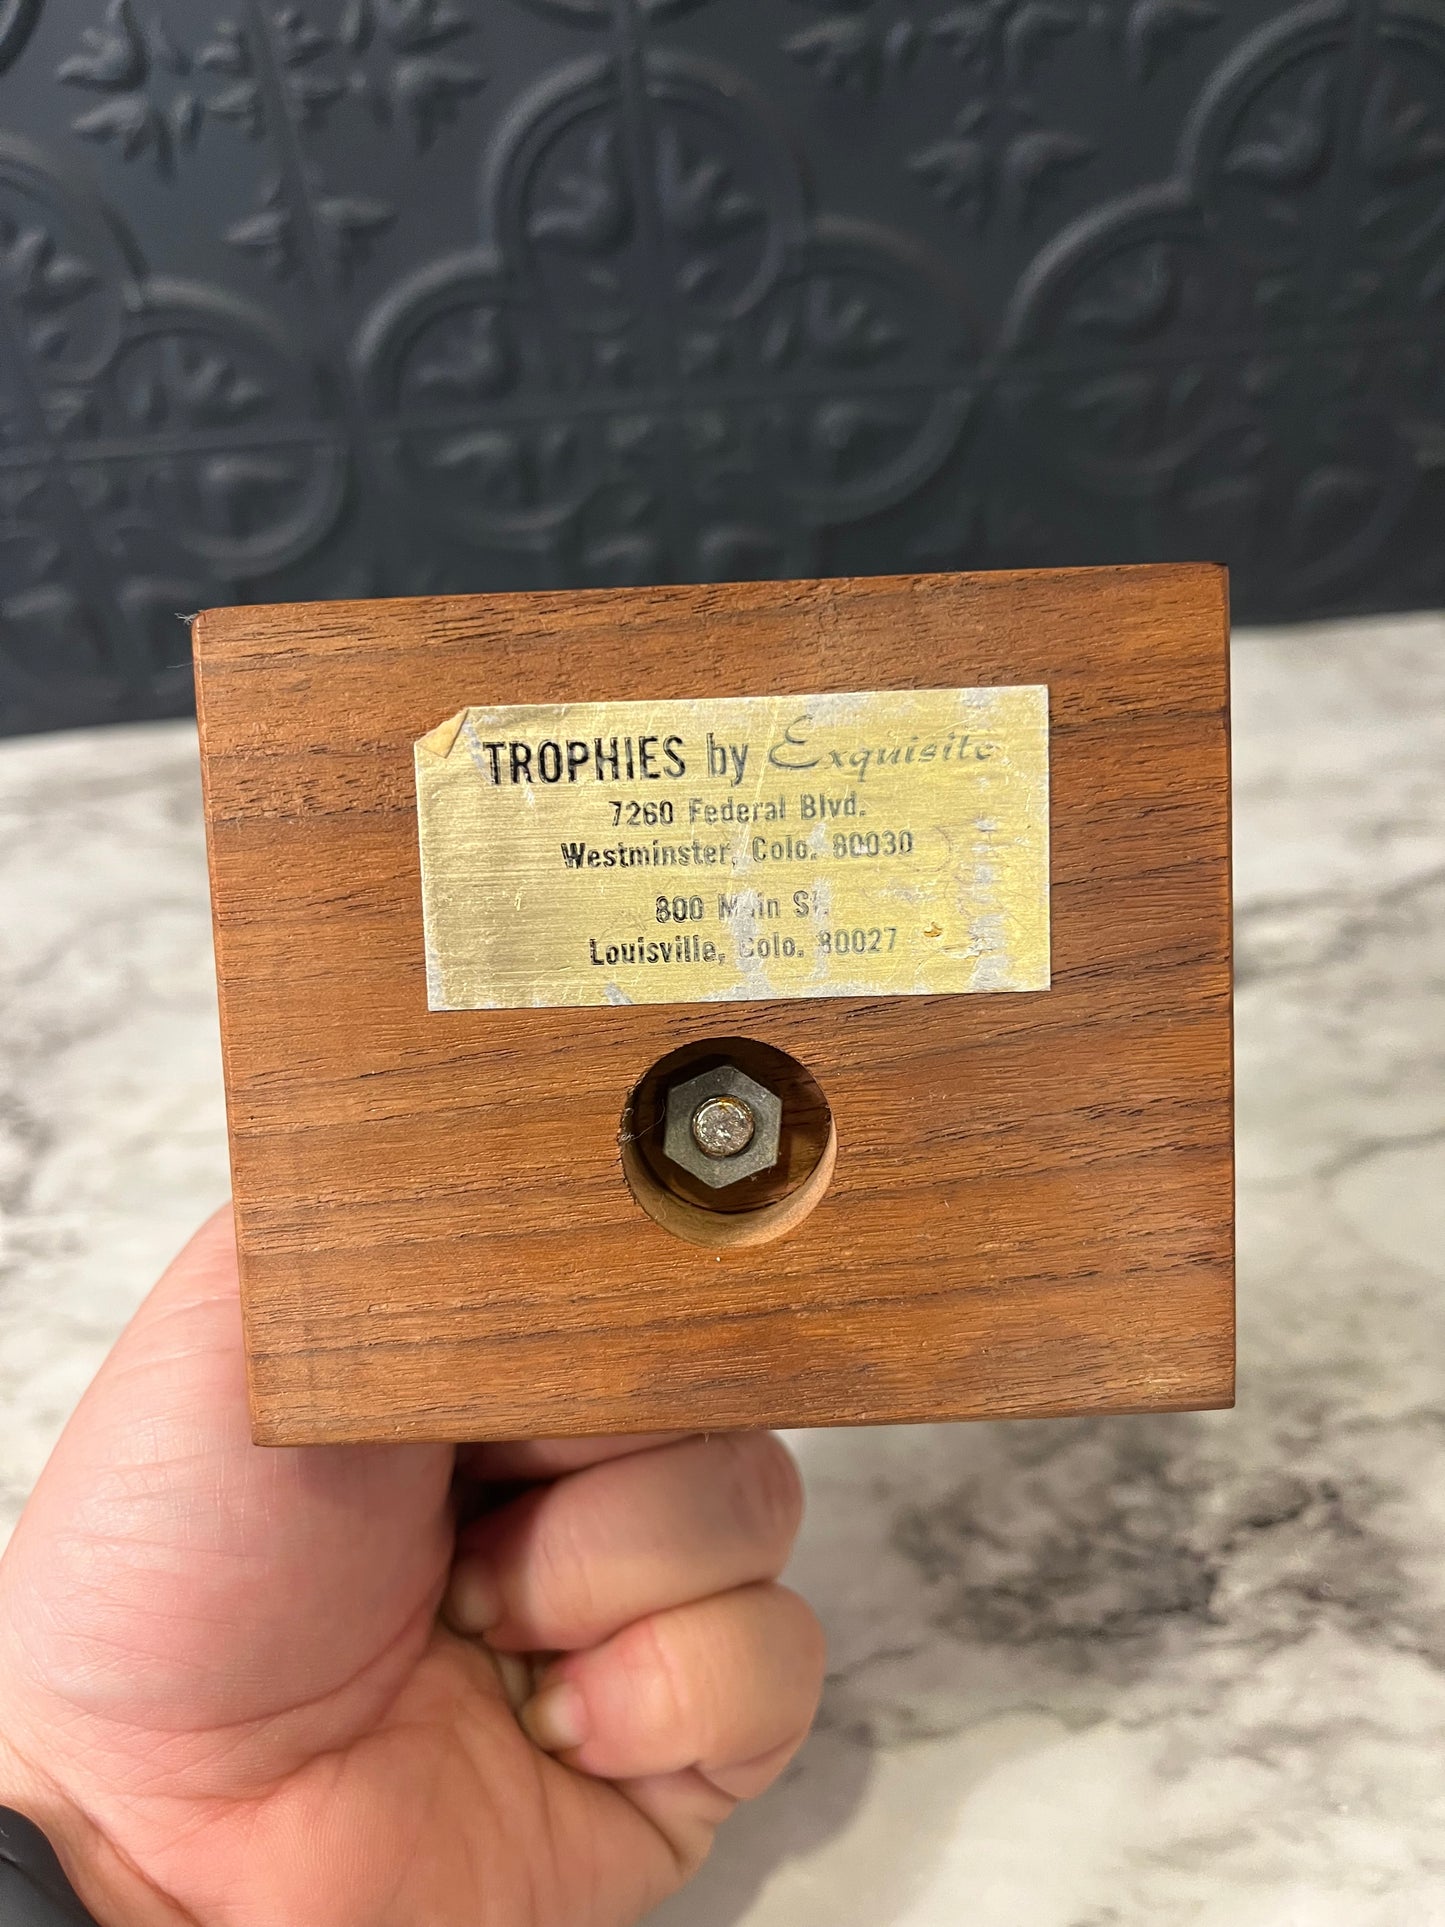 TROPHIES by Exquisite
7260 Federal Blvd.
Westminster, Colo. 80030
800 Main St.
Louisville, Colo. 80027